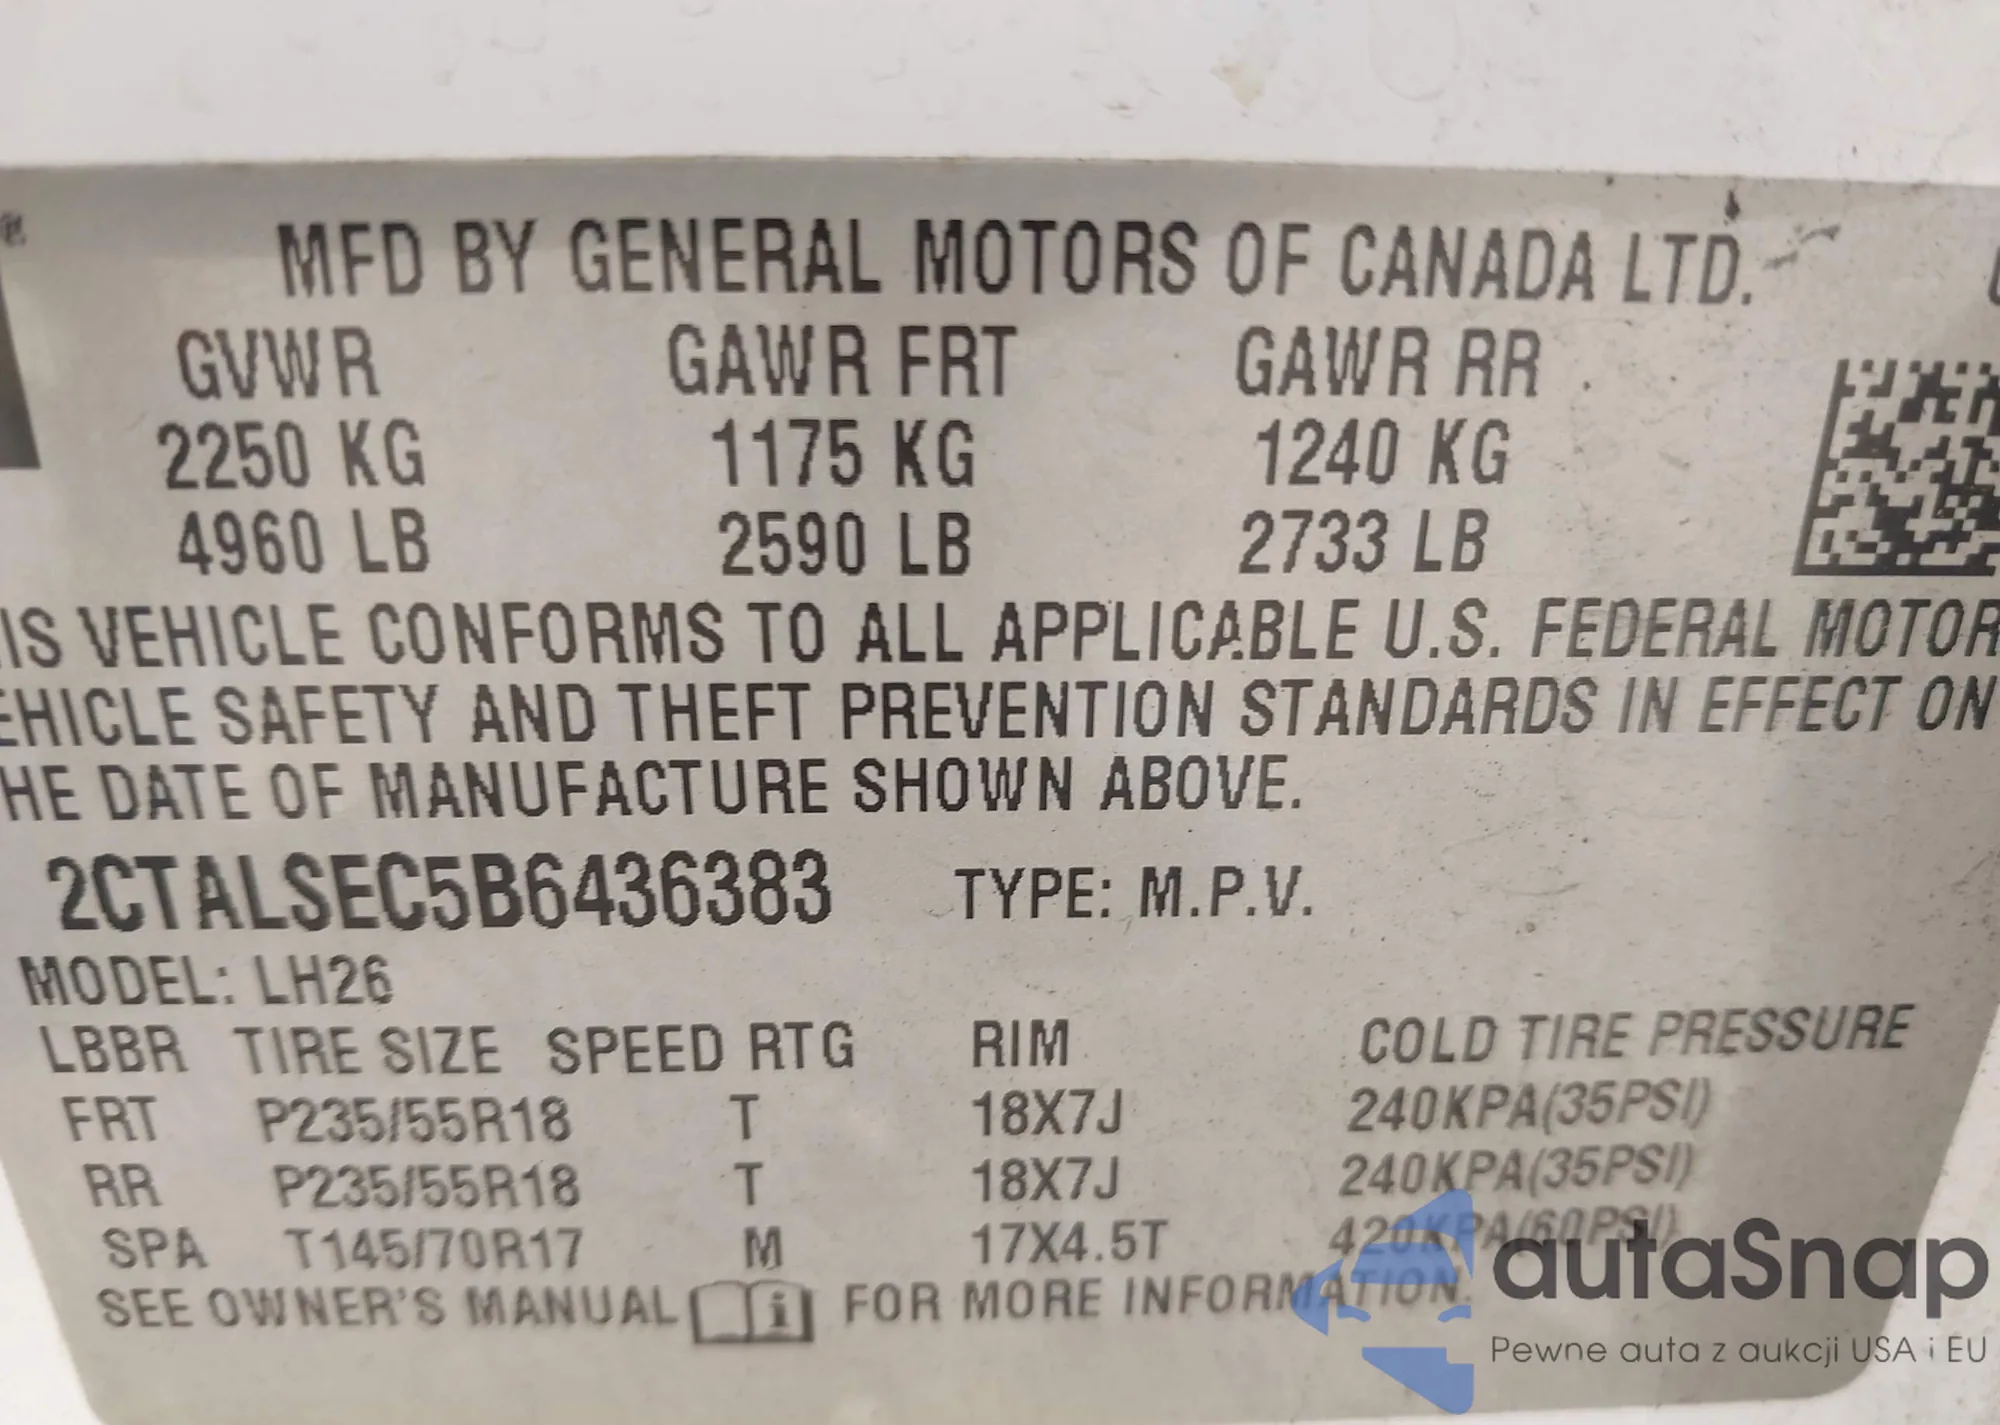 MFD BY GENERAL MOTORS OF CANADA LTD.
GVWR GAWR FRT GAWR RR
2250 KG 1175 KG 1240 KG
4960 LB 2590 LB 2733 LB
IS VEHICLE CONFORMS TO ALL APPLICABLE U.S. FEDERAL MOTOR
EHICLE SAFETY AND THEFT PREVENTION STANDARDS IN EFFECT ON
HE DATE OF MANUFACTURE SHOWN ABOVE.
2CTALSEC5B6436383 TYPE: M.P.V.
MODEL: LH26
LBBR TIRE SIZE SPEED RTG RIM COLD TIRE PRESSURE
FRT P235/55R18 T 18X7J 240KPA(35PSI)
RR P235/55R18 T 18X7J 240KPA(35PSI)
SPA T145/70R17 M 17X4.5T 420KPA(60PSI)
SEE OWNER'S MANUAL i FOR MORE INFORMATION.
autaSnap
Pewne auta z aukcji USA i EU